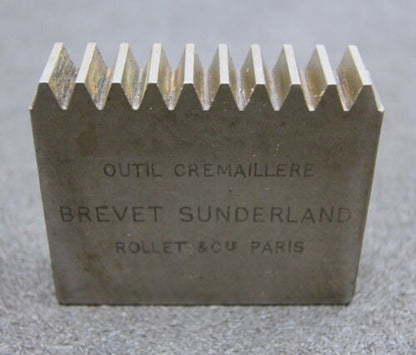 OUTIL CREMAILLERE
BREVET SUNDERLAND
ROLLET & Cie PARIS